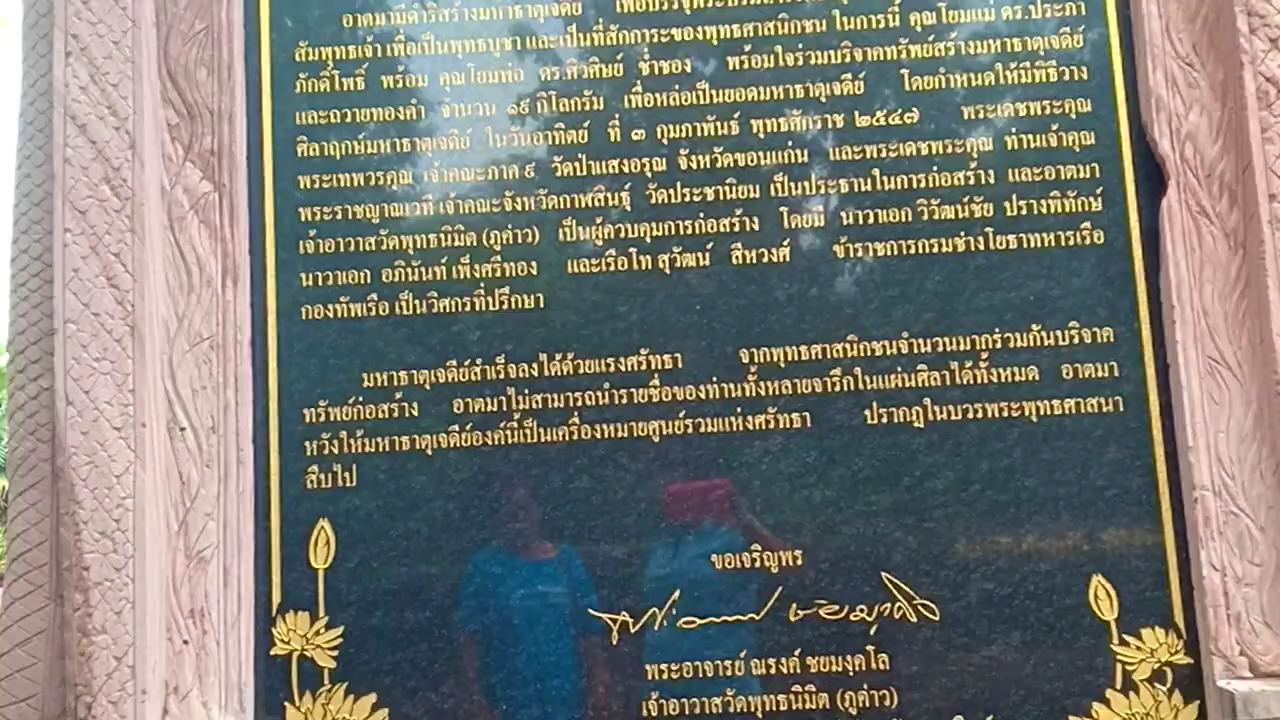 อาตมามีดำริสร้างมหาธาตุเจดีย์ เพื่อบรรจุพระบรมสารีริกธาตุ
สัมพุทธเจ้า เพื่อเป็นพุทธบูชา และเป็นที่สักการะของพุทธศาสนิกชน ในการนี้ คุณโยมแม่ ดร.ประภา
ภักดิ์โพธิ์ พร้อม คุณโยมพ่อ ดร.ศิวศิษย์ ช่ำชอง พร้อมใจร่วมบริจาคทรัพย์สร้างมหาธาตุเจดีย์
และถวายทองคำ จำนวน ๑๙ กิโลกรัม เพื่อหล่อเป็นยอดมหาธาตุเจดีย์ โดยกำหนดให้มีพิธีวาง
ศิลาฤกษ์มหาธาตุเจดีย์ ในวันอาทิตย์ ที่ ๓ กุมภาพันธ์ พุทธศักราช ๒๕๔๗ พระเดชพระคุณ
พระเทพวรคุณ เจ้าคณะภาค ๙ วัดป่าแสงอรุณ จังหวัดขอนแก่น และพระเดชพระคุณ ท่านเจ้าคุณ
พระราชญาณเวที เจ้าคณะจังหวัดกาฬสินธุ์ วัดประชานิยม เป็นประธานในการก่อสร้าง และอาตมา
เจ้าอาวาสวัดพุทธนิมิต (ภูค่าว) เป็นผู้ควบคุมการก่อสร้าง โดยมี นาวาเอก วิวัฒน์ชัย ปรางพิทักษ์
นาวาเอก อภินันท์ เพ็งศรีทอง และเรือโท สุวัฒน์ สีหวงศ์ ข้าราชการกรมช่างโยธาทหารเรือ
กองทัพเรือ เป็นวิศกรที่ปรึกษา
มหาธาตุเจดีย์สำเร็จลงได้ด้วยแรงศรัทธา จากพุทธศาสนิกชนจำนวนมากร่วมกันบริจาค
ทรัพย์ก่อสร้าง อาตมาไม่สามารถนำรายชื่อของท่านทั้งหลายจารึกในแผ่นศิลาได้ทั้งหมด อาตมา
หวังให้มหาธาตุเจดีย์องค์นี้เป็นเครื่องหมายศูนย์รวมแห่งศรัทธา ปรากฏในบวรพระพุทธศาสนา
สืบไป
ขอเจริญพร
พระอาจารย์ ณรงค์ ชยมงฺคโล
เจ้าอาวาสวัดพุทธนิมิต (ภูค่าว)